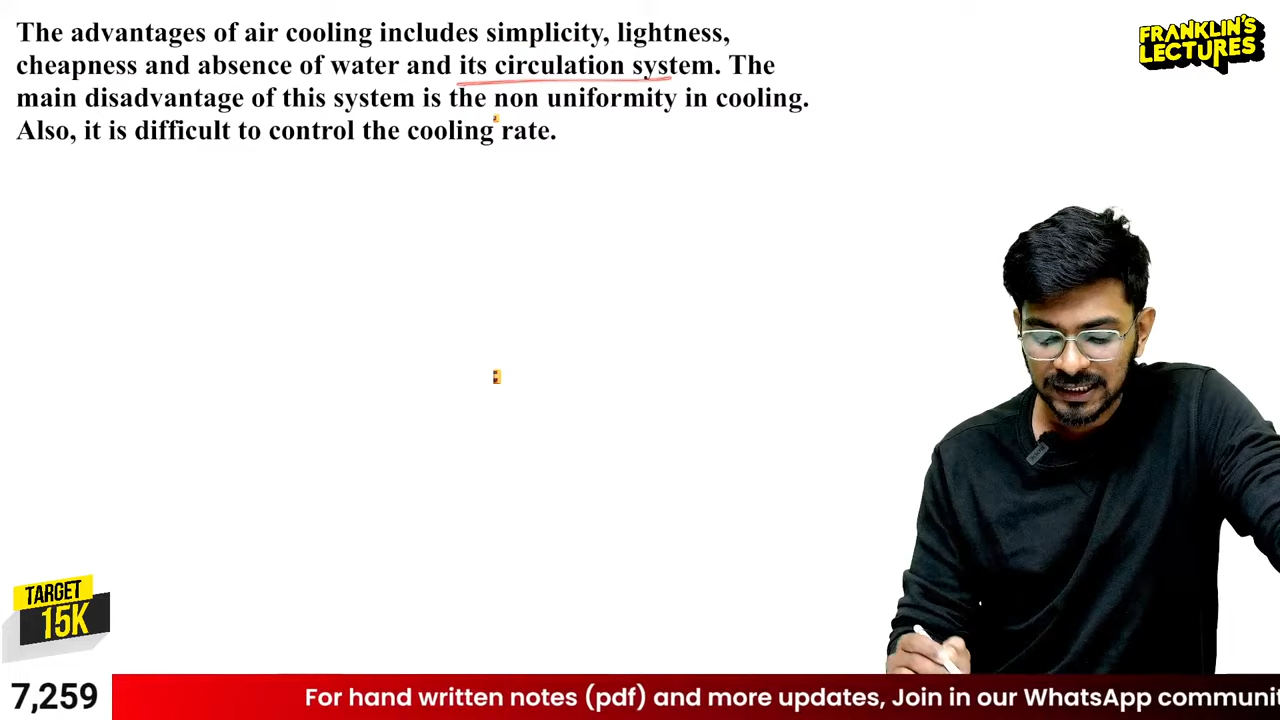 The advantages of air cooling includes simplicity, lightness,
cheapness and absence of water and its circulation system. The
main disadvantage of this system is the non uniformity in cooling.
Also, it is difficult to control the cooling rate.
FRANKLIN'S
LECTURES
TARGET
15K
7,259
For hand written notes (pdf) and more updates, Join in our WhatsApp communi